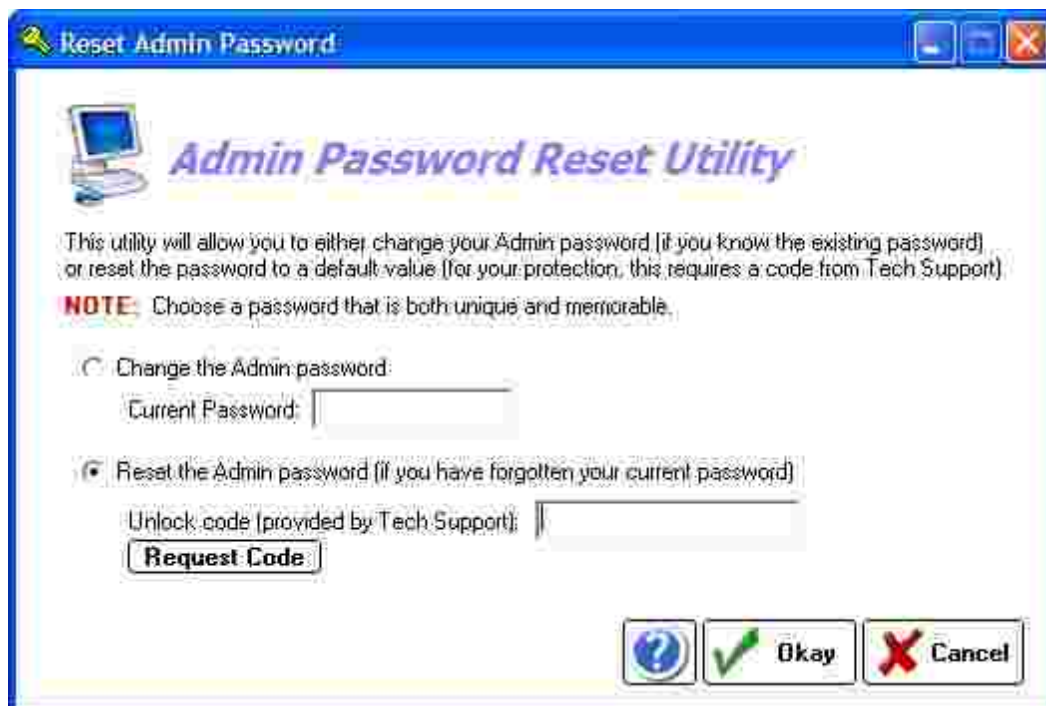 Reset Admin Password
Admin Password Reset Utility
This utility will allow you to either change your Admin password (if you know the existing password)
or reset the password to a default value (for your protection, this requires a code from Tech Support)
NOTE: Choose a password that is both unique and memorable.
Change the Admin password
Current Password:
Reset the Admin password (if you have forgotten your current password)
Unlock code (provided by Tech Support):
Request Code
? Okay Cancel